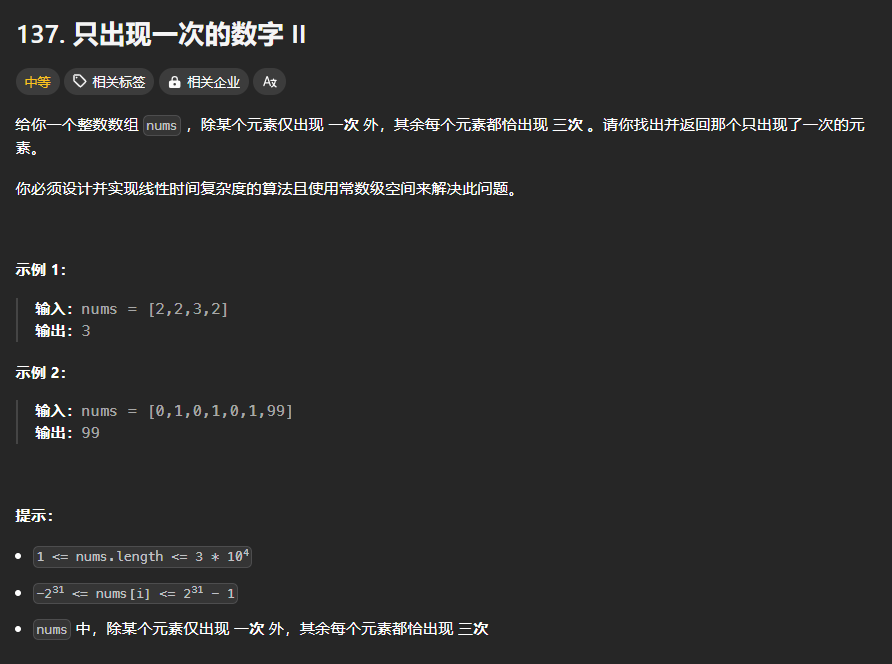 137. 只出现一次的数字 II
中等 相关标签 相关企业 Az
给你一个整数数组 nums ，除某个元素仅出现 一次 外，其余每个元素都恰出现 三次 。请你找出并返回那个只出现了一次的元
素。
你必须设计并实现线性时间复杂度的算法且使用常数级空间来解决此问题。
示例 1：
输入：nums = [2,2,3,2]
输出：3
示例 2：
输入：nums = [0,1,0,1,0,1,99]
输出：99
提示：
• 1 <= nums.length <= 3 * 10⁴
• -2³¹ <= nums[i] <= 2³¹ - 1
• nums 中，除某个元素仅出现 一次 外，其余每个元素都恰出现 三次